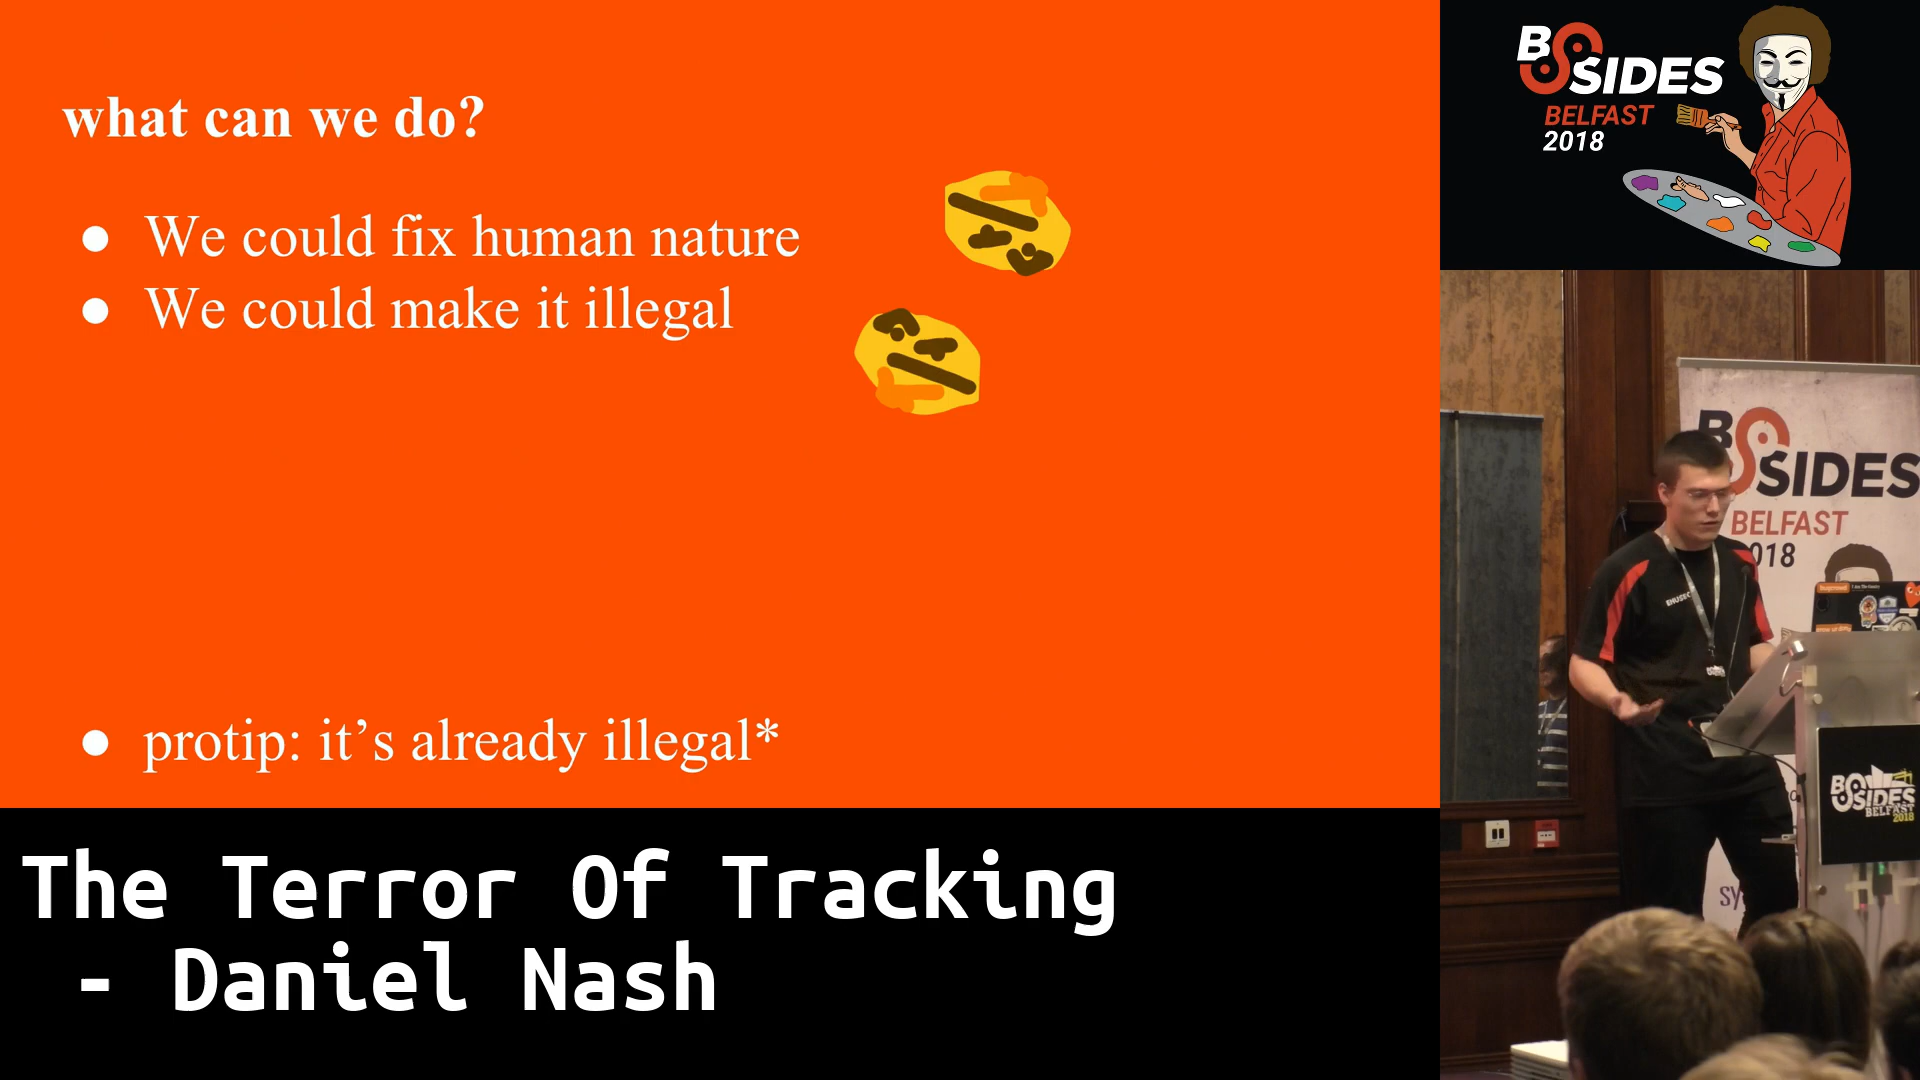 what can we do?
● We could fix human nature
● We could make it illegal
● protip: it’s already illegal*
The Terror Of Tracking
- Daniel Nash
BSIDES
BELFAST
2018
BSIDES
BELFAST
018
EHUSEC
BSIDES
BELFAST
2018